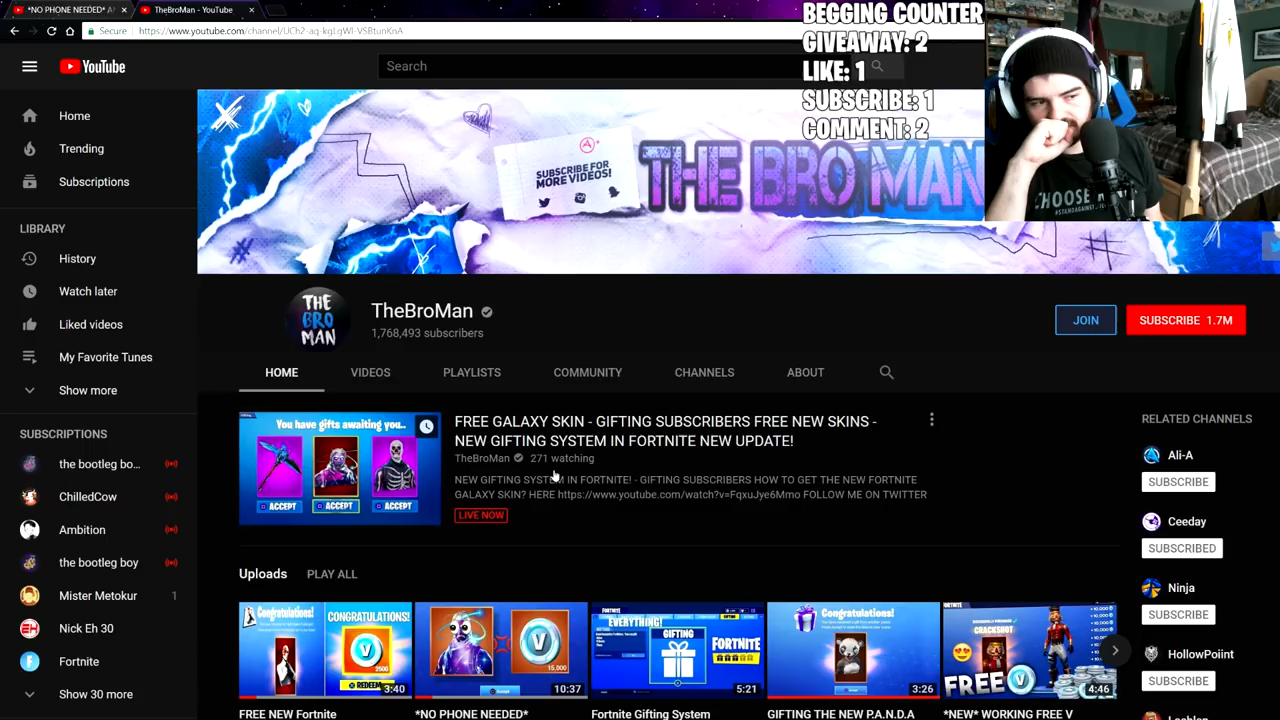 *NO PHONE NEEDED* A
TheBroMan - YouTube
Secure
YouTube
Search
BEGGING COUNTER
GIVEAWAY: 2
LIKE: 1
SUBSCRIBE: 1
COMMENT: 2
CHOOSE
Home
Trending
Subscriptions
LIBRARY
History
Watch later
Liked videos
My Favorite Tunes
Show more
SUBSCRIPTIONS
the bootleg bo...
ChilledCow
Ambition
the bootleg boy
Mister Metokur 1
Nick Eh 30
Fortnite
Show 30 more
SUBSCRIBE FOR
MORE VIDEOS!
THE BRO MAN
THE
BRO
MAN
TheBroMan
1,768,493 subscribers
JOIN
SUBSCRIBE 1.7M
HOME VIDEOS PLAYLISTS COMMUNITY CHANNELS ABOUT
You have gifts awaiting you..
ACCEPT ACCEPT ACCEPT
FREE GALAXY SKIN - GIFTING SUBSCRIBERS FREE NEW SKINS -
NEW GIFTING SYSTEM IN FORTNITE NEW UPDATE!
TheBroMan 271 watching
NEW GIFTING SYSTEM IN FORTNITE! - GIFTING SUBSCRIBERS HOW TO GET THE NEW FORTNITE
GALAXY SKIN? HERE https://www.youtube.com/watch?v=FqxuJye6Mmo FOLLOW ME ON TWITTER
LIVE NOW
RELATED CHANNELS
Ali-A
SUBSCRIBE
Ceeday
SUBSCRIBED
Ninja
SUBSCRIBE
HollowPoiint
SUBSCRIBE
Uploads PLAY ALL
Congratulations!
CONGRATULATIONS!
V
2500
REDEEM
3:40
V
15.000
10:37
FORTNITE
EVERYTHING!
GIFTING
FORTNITE
5:21
Congratulations!
3:26
FORTNITE
CRACKSHOT
FREE V
4:46
FREE NEW Fortnite
*NO PHONE NEEDED*
Fortnite Gifting System
GIFTING THE NEW P.A.N.D.A
*NEW* WORKING FREE V